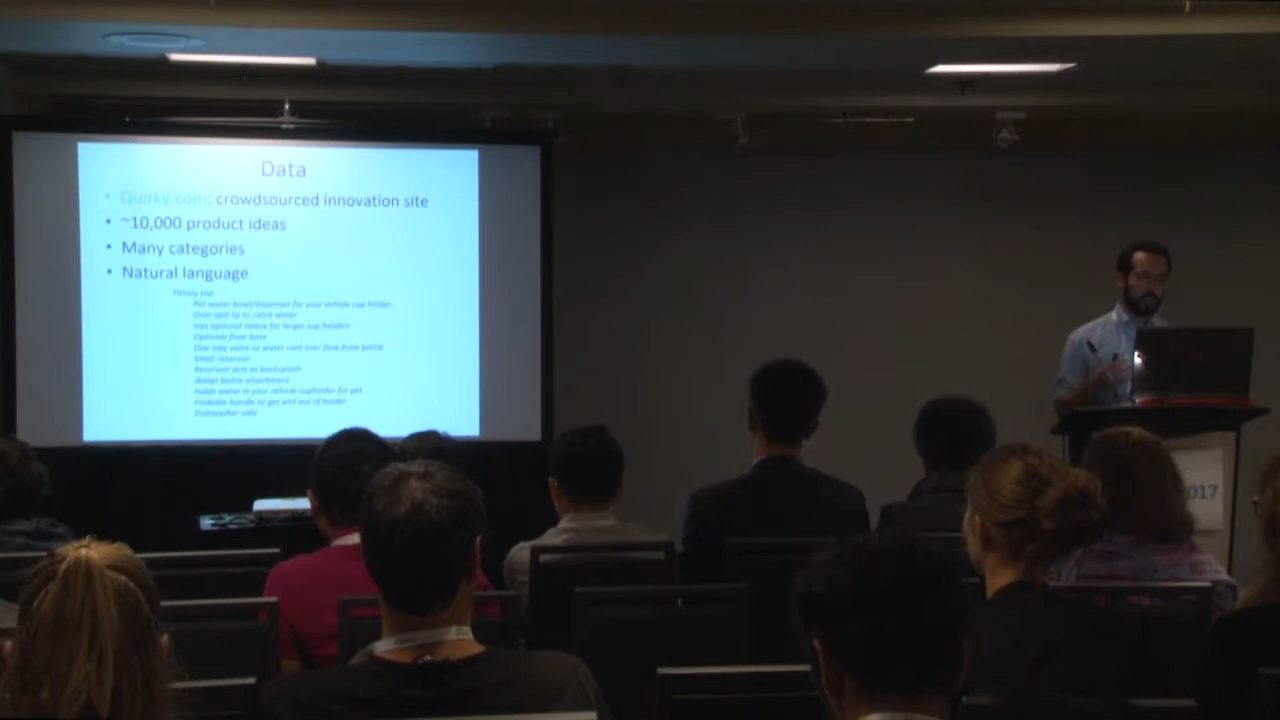 Data
• Quirky.com: crowdsourced innovation site
• ~10,000 product ideas
• Many categories
• Natural language
Thirsty
Pet water bowl/dispenser for your vehicle cup holder
Over spill lip to catch water
Has optional sleeve for larger cup holders
Optional floor base
One way valve so water cant over flow from bottle
Small reservoir
Reservoir acts as backsplash
Water bottle attachment
Holds water in your vehicle cupholder for pet
Foldable handle to get unit out of holder
Dishwasher safe
017